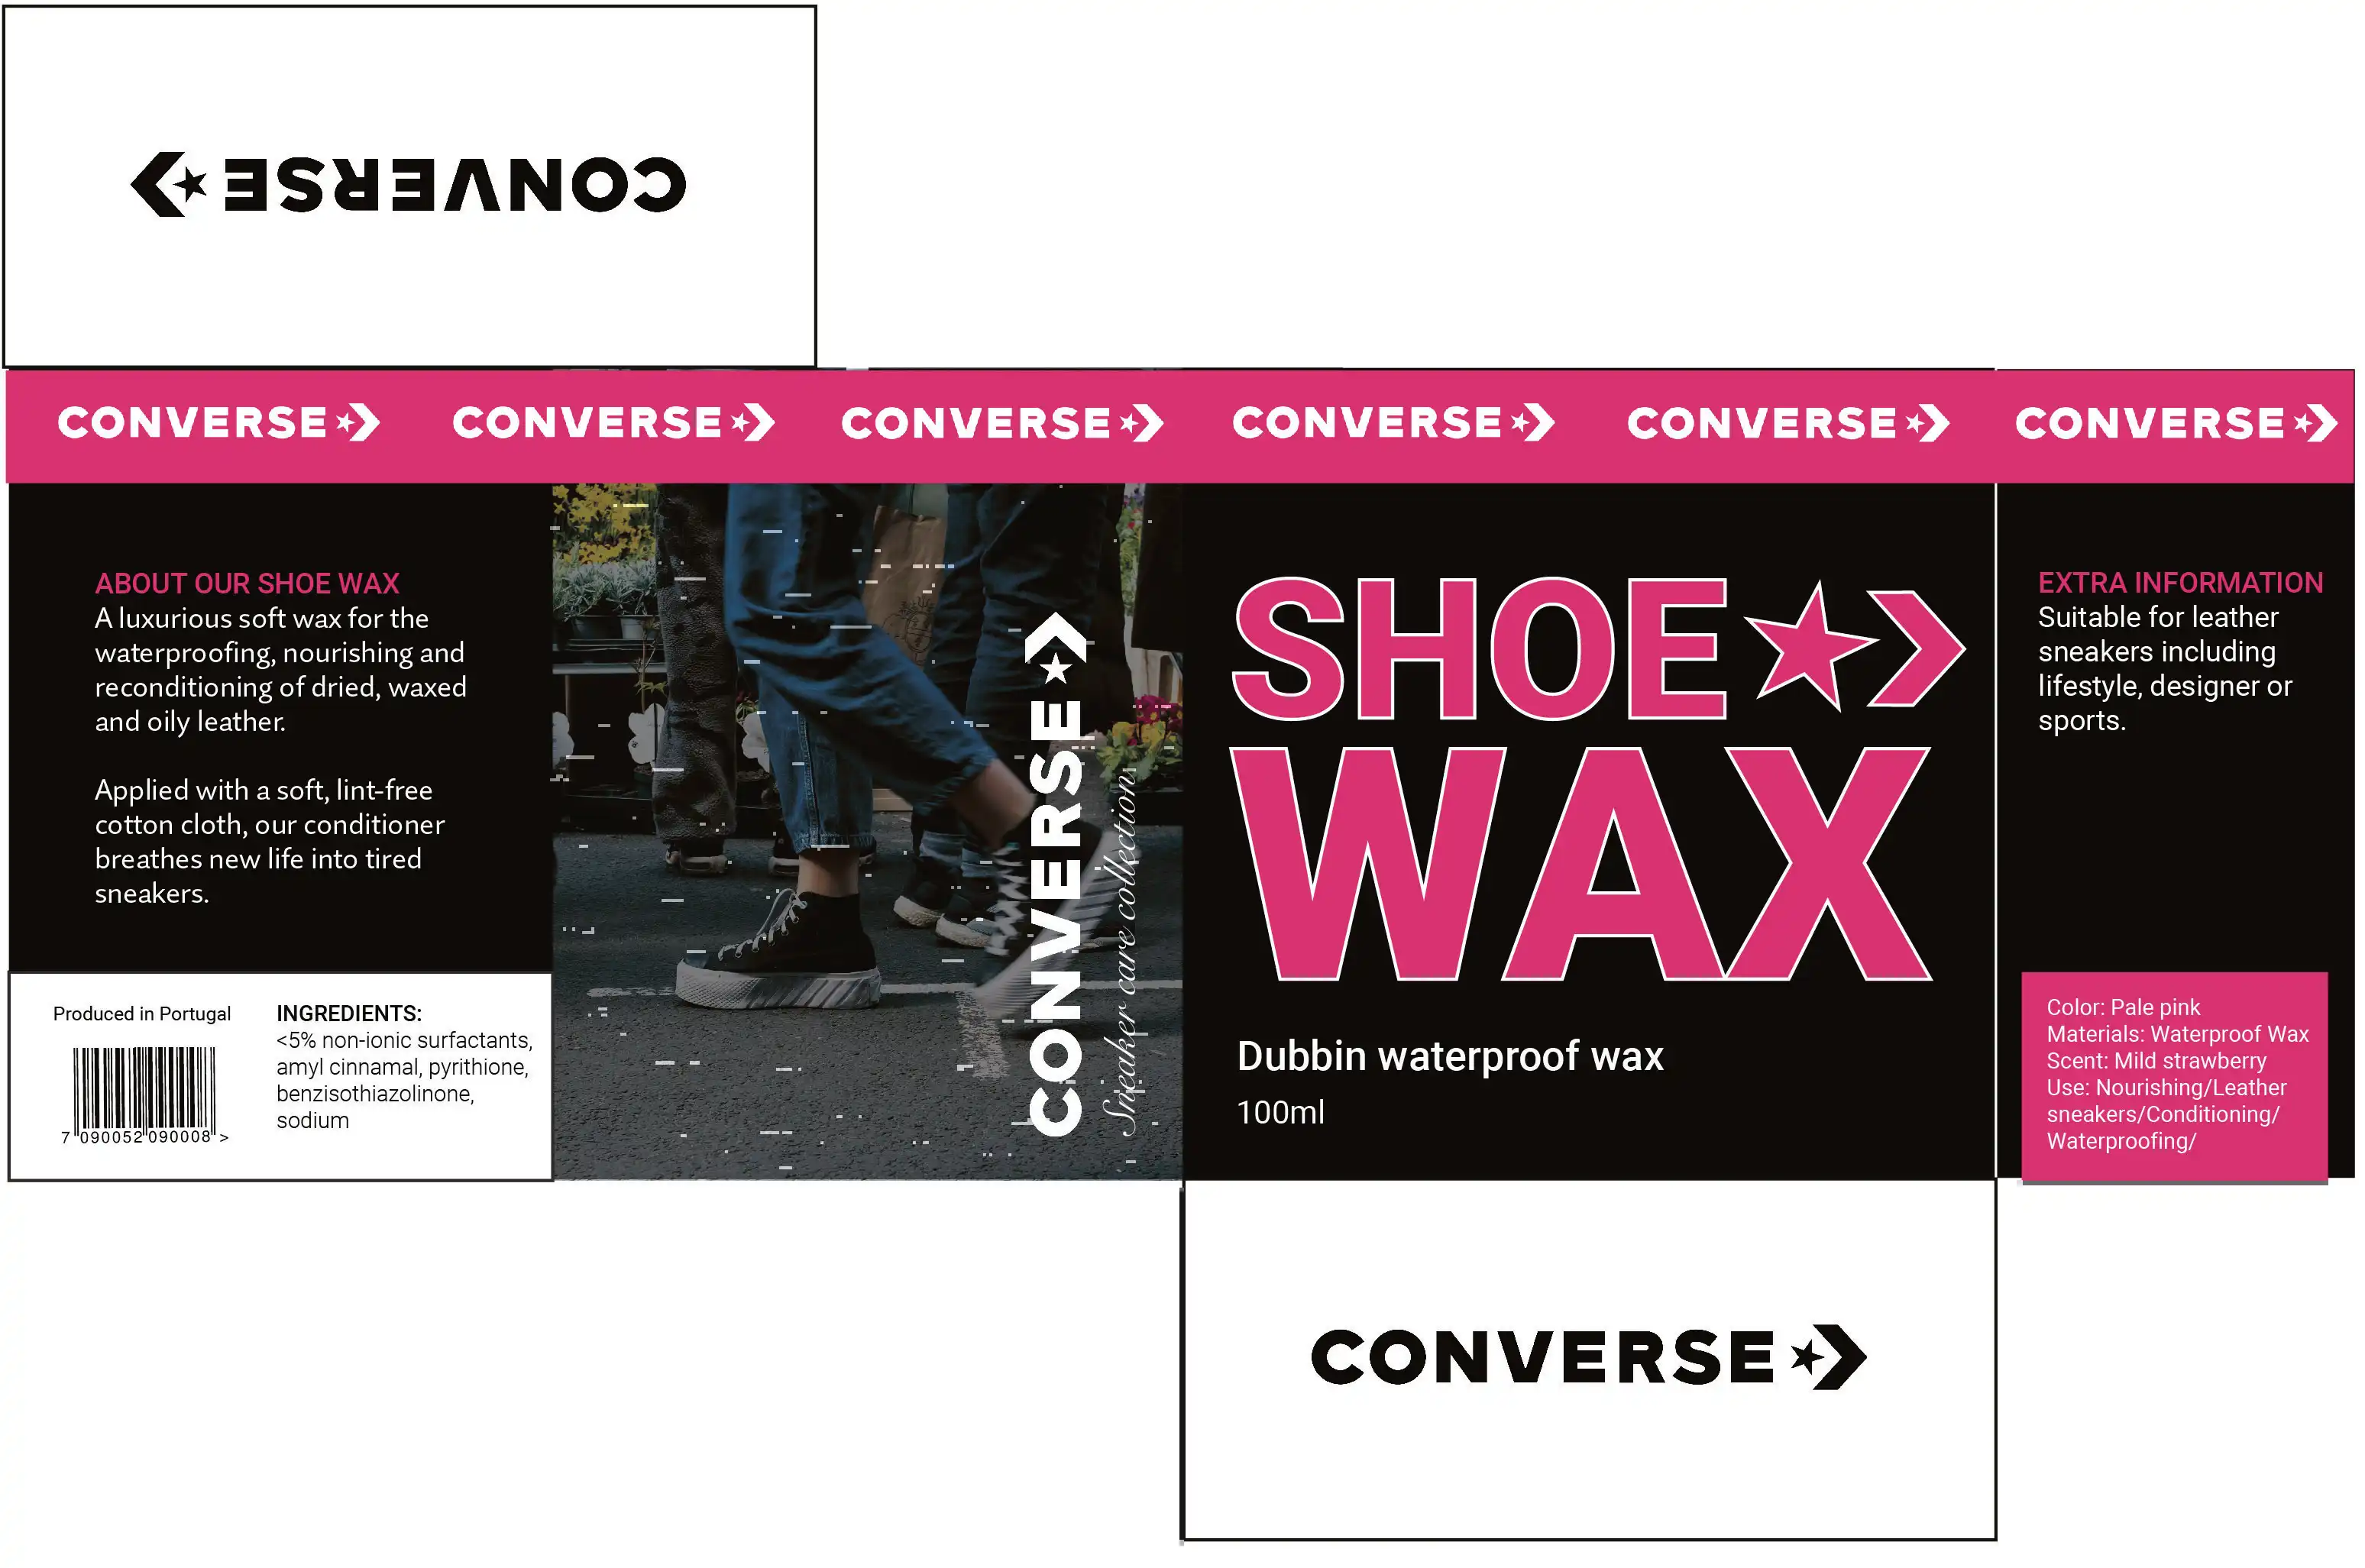 CONVERSE
CONVERSE CONVERSE CONVERSE CONVERSE CONVERSE CONVERSE
ABOUT OUR SHOE WAX
A luxurious soft wax for the
waterproofing, nourishing and
reconditioning of dried, waxed
and oily leather.
Applied with a soft, lint-free
cotton cloth, our conditioner
breathes new life into tired
sneakers.
Produced in Portugal
7 090052 090008 >
INGREDIENTS:
<5% non-ionic surfactants,
amyl cinnamal, pyrithione,
benzisothiazolinone,
sodium
CONVERSE
Sneaker care collection
SHOE
WAX
Dubbin waterproof wax
100ml
EXTRA INFORMATION
Suitable for leather
sneakers including
lifestyle, designer or
sports.
Color: Pale pink
Materials: Waterproof Wax
Scent: Mild strawberry
Use: Nourishing/Leather
sneakers/Conditioning/
Waterproofing/
CONVERSE